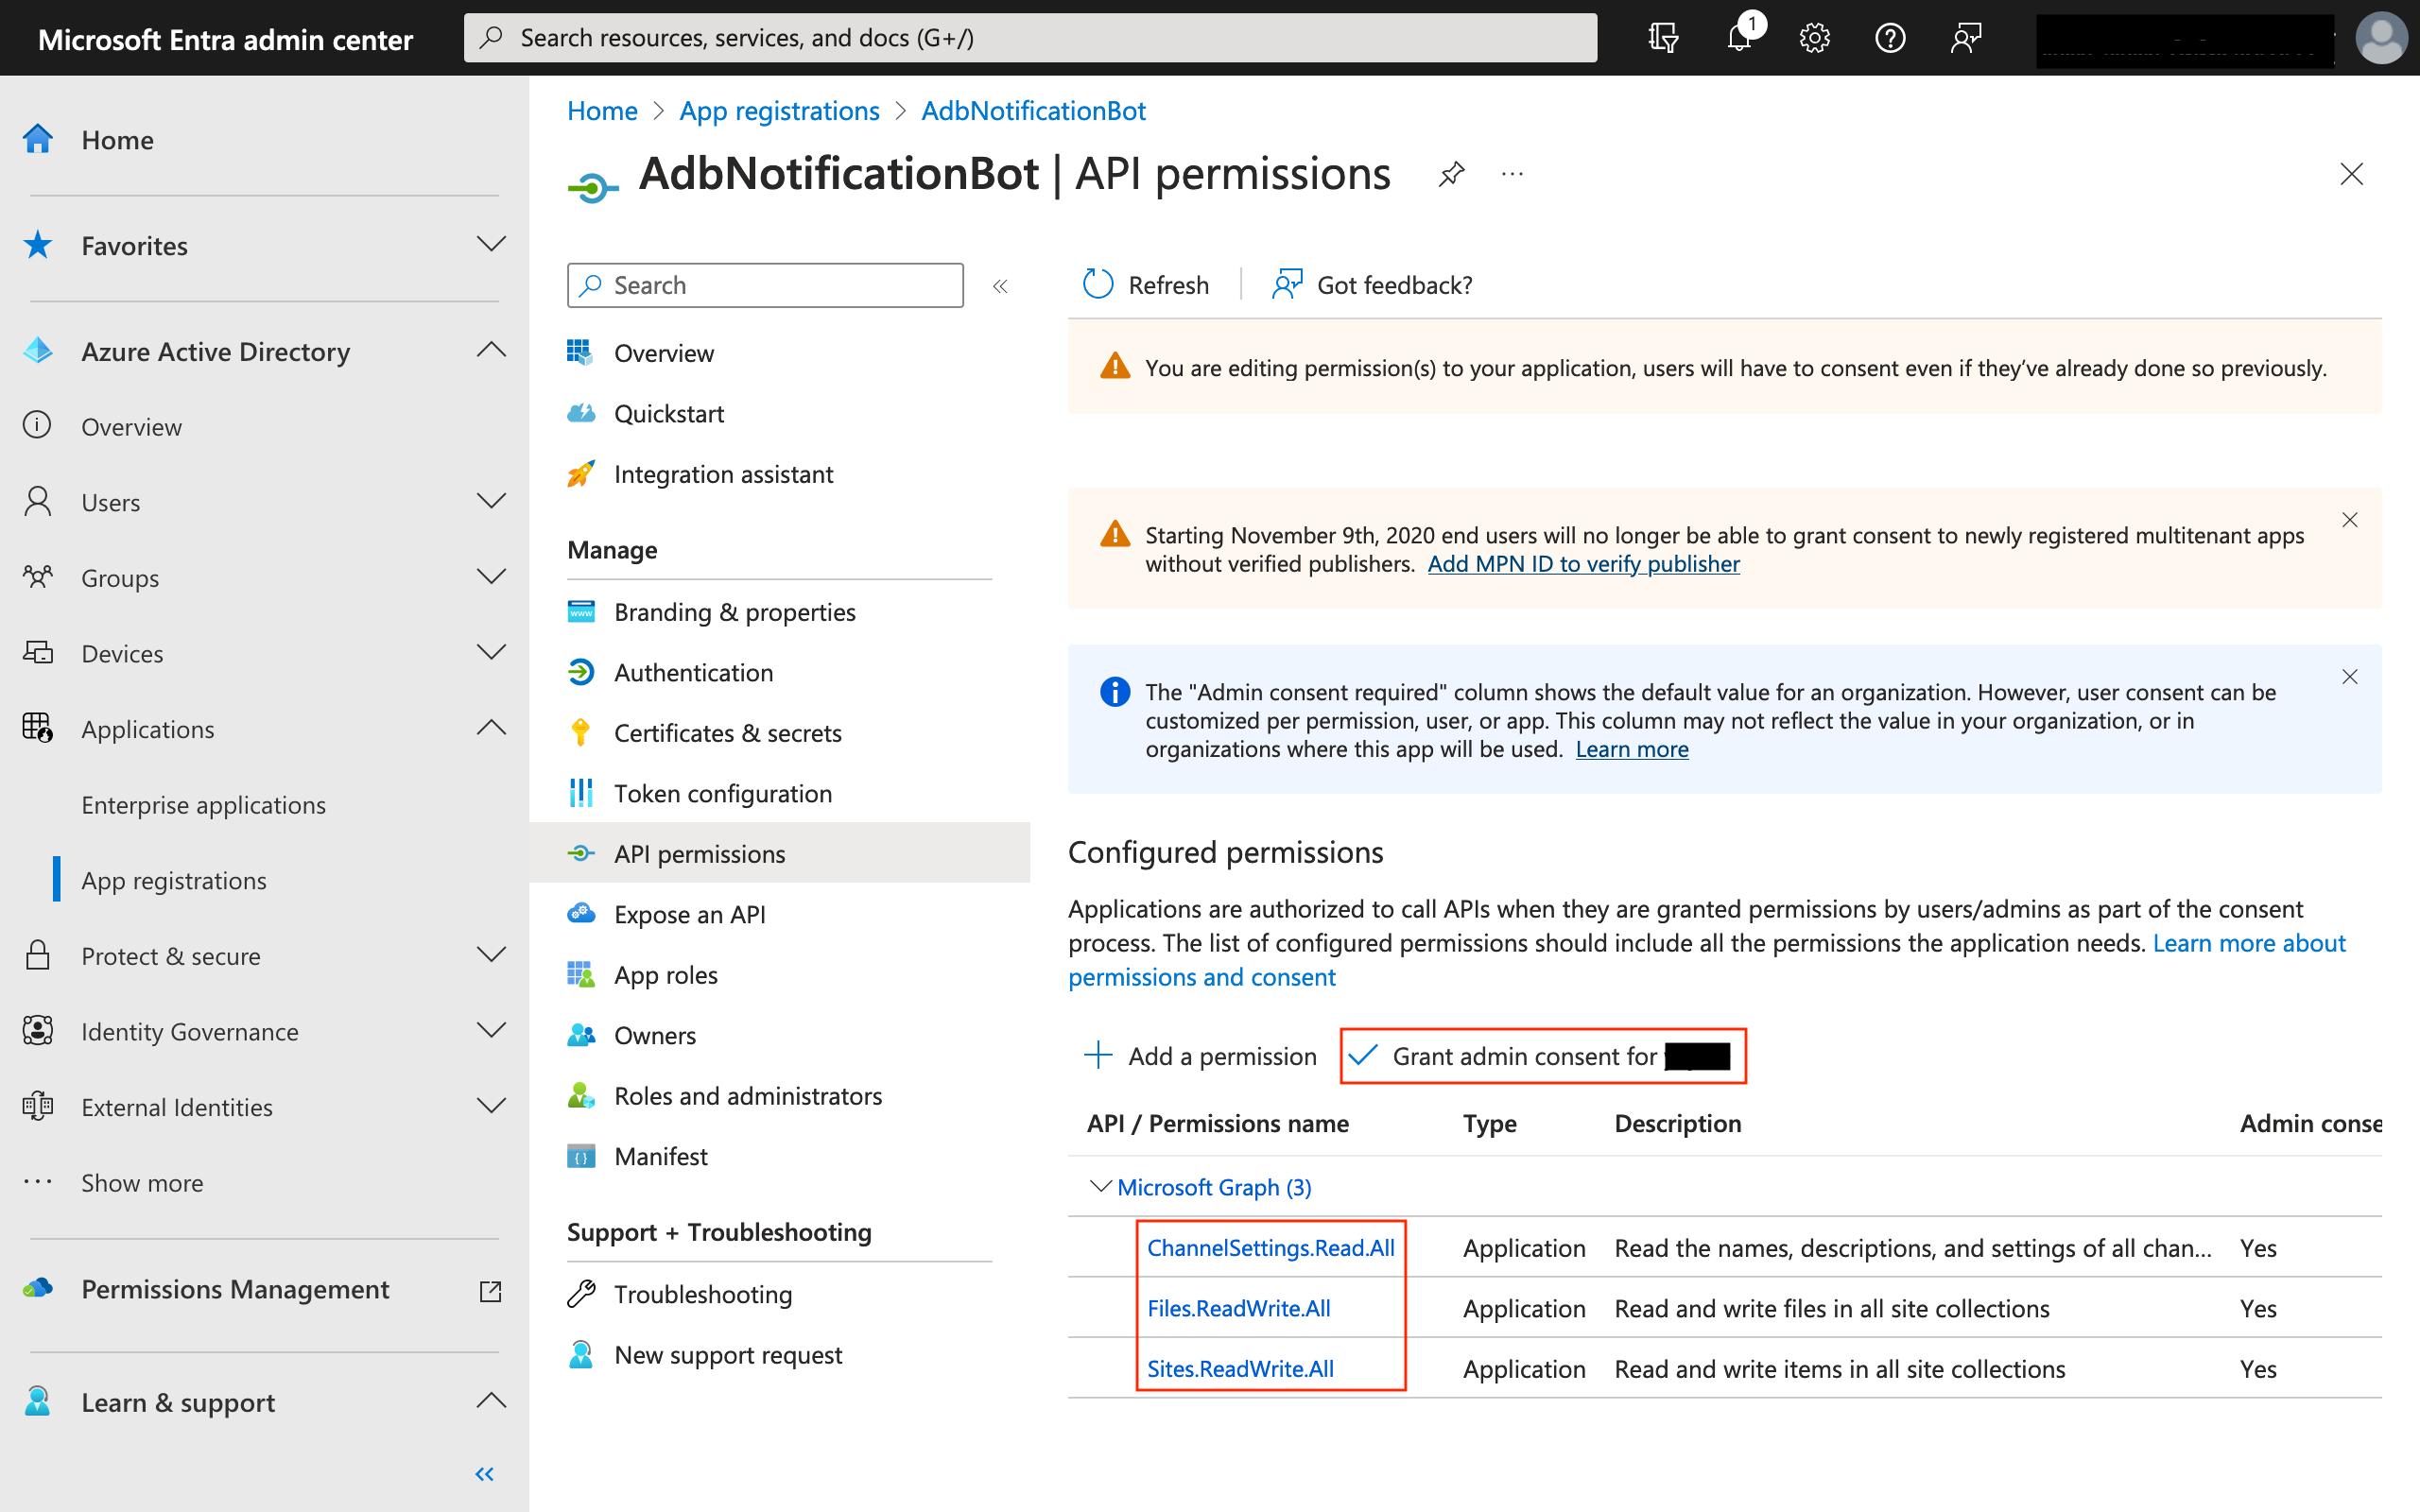 Microsoft Entra admin center
Search resources, services, and docs (G+/)
1
Home
Favorites
Azure Active Directory
Overview
Users
Groups
Devices
Applications
Enterprise applications
App registrations
Protect & secure
Identity Governance
External Identities
Show more
Permissions Management
Learn & support
Home > App registrations > AdbNotificationBot
AdbNotificationBot | API permissions
Search
Overview
Quickstart
Integration assistant
Manage
Branding & properties
Authentication
Certificates & secrets
Token configuration
API permissions
Expose an API
App roles
Owners
Roles and administrators
Manifest
Support + Troubleshooting
Troubleshooting
New support request
Refresh
Got feedback?
You are editing permission(s) to your application, users will have to consent even if they’ve already done so previously.
Starting November 9th, 2020 end users will no longer be able to grant consent to newly registered multitenant apps
without verified publishers. Add MPN ID to verify publisher
The "Admin consent required" column shows the default value for an organization. However, user consent can be
customized per permission, user, or app. This column may not reflect the value in your organization, or in
organizations where this app will be used. Learn more
Configured permissions
Applications are authorized to call APIs when they are granted permissions by users/admins as part of the consent
process. The list of configured permissions should include all the permissions the application needs. Learn more about
permissions and consent
Add a permission
Grant admin consent for
API / Permissions name Type Description Admin conse
Microsoft Graph (3)
ChannelSettings.Read.All Application Read the names, descriptions, and settings of all chan... Yes
Files.ReadWrite.All Application Read and write files in all site collections Yes
Sites.ReadWrite.All Application Read and write items in all site collections Yes